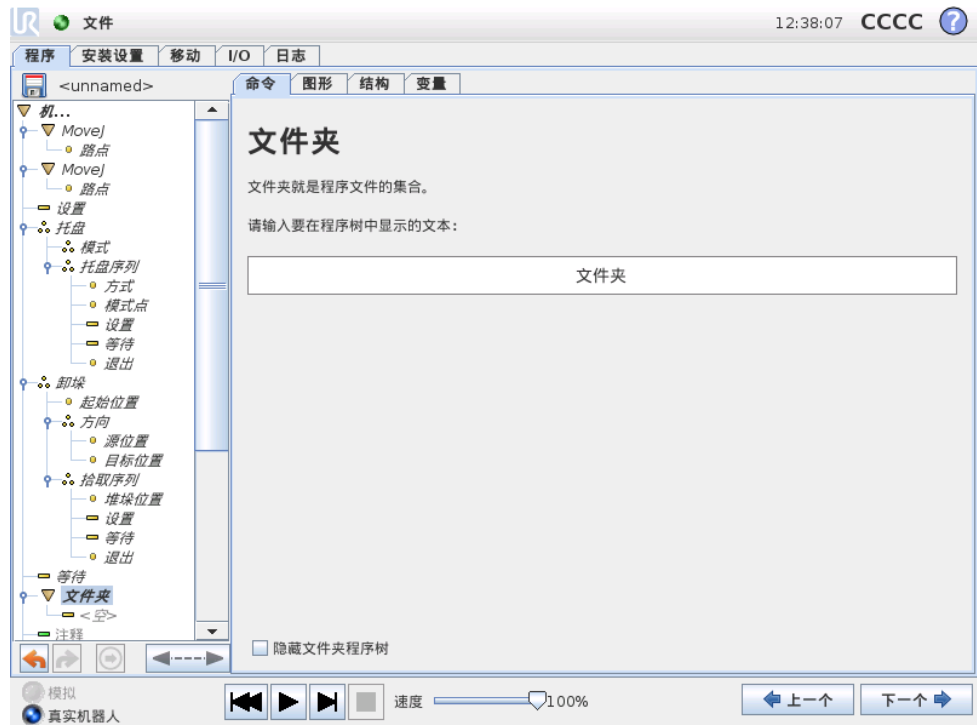 UR 文件 12:38:07 CCCC ?
程序 安装设置 移动 I/O 日志
<unnamed>
命令 图形 结构 变量
机...
MoveJ
路点
MoveJ
路点
设置
托盘
模式
托盘序列
方式
模式点
设置
等待
退出
卸垛
起始位置
方向
源位置
目标位置
拾取序列
堆垛位置
设置
等待
退出
等待
文件夹
<空>
注释
文件夹
文件夹就是程序文件的集合。
请输入要在程序树中显示的文本:
文件夹
隐藏文件夹程序树
模拟
真实机器人
速度 100%
上一个 下一个